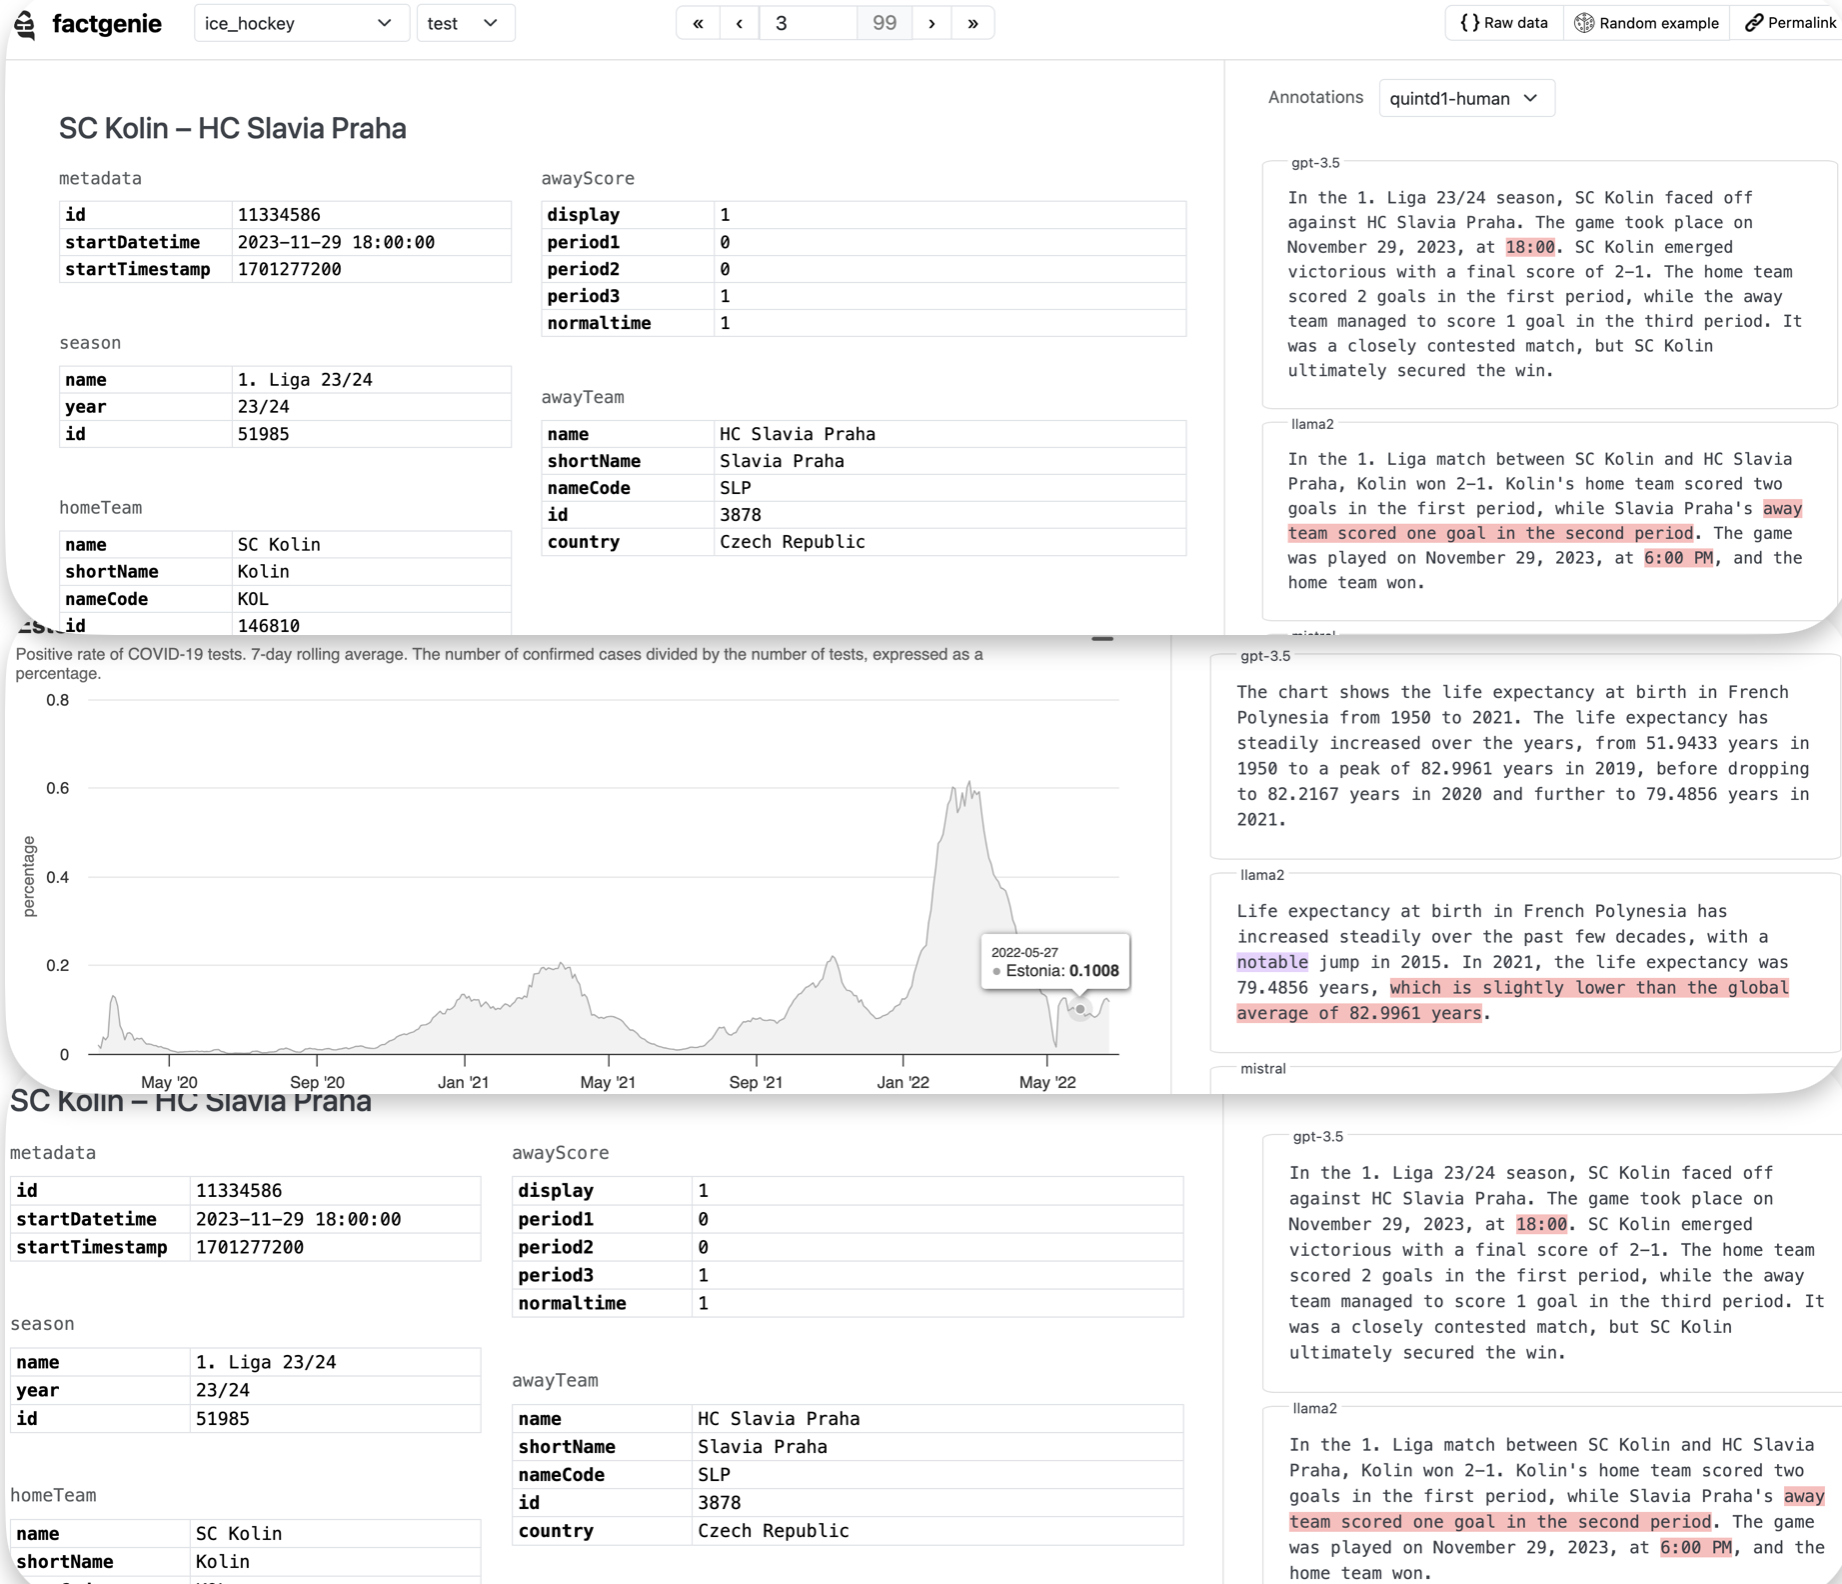 factgenie
ice_hockey
test
«
‹
3
99
›
»
{ } Raw data
Random example
Permalink
SC Kolin – HC Slavia Praha
metadata
id 11334586
startDatetime 2023-11-29 18:00:00
startTimestamp 1701277200
season
name 1. Liga 23/24
year 23/24
id 51985
homeTeam
name SC Kolin
shortName Kolin
nameCode KOL
id 146810
awayScore
display 1
period1 0
period2 0
period3 1
normaltime 1
awayTeam
name HC Slavia Praha
shortName Slavia Praha
nameCode SLP
id 3878
country Czech Republic
Annotations
quintd1-human
gpt-3.5
In the 1. Liga 23/24 season, SC Kolin faced off
against HC Slavia Praha. The game took place on
November 29, 2023, at 18:00. SC Kolin emerged
victorious with a final score of 2-1. The home team
scored 2 goals in the first period, while the away
team managed to score 1 goal in the third period. It
was a closely contested match, but SC Kolin
ultimately secured the win.
llama2
In the 1. Liga match between SC Kolin and HC Slavia
Praha, Kolin won 2-1. Kolin's home team scored two
goals in the first period, while Slavia Praha's away
team scored one goal in the second period. The game
was played on November 29, 2023, at 6:00 PM, and the
home team won.
Positive rate of COVID-19 tests. 7-day rolling average. The number of confirmed cases divided by the number of tests, expressed as a
percentage.
percentage
0.8
0.6
0.4
0.2
0
May '20
Sep '20
Jan '21
May '21
Sep '21
Jan '22
May '22
2022-05-27
Estonia: 0.1008
gpt-3.5
The chart shows the life expectancy at birth in French
Polynesia from 1950 to 2021. The life expectancy has
steadily increased over the years, from 51.9433 years in
1950 to a peak of 82.9961 years in 2019, before dropping
to 82.2167 years in 2020 and further to 79.4856 years in
2021.
llama2
Life expectancy at birth in French Polynesia has
increased steadily over the past few decades, with a
notable jump in 2015. In 2021, the life expectancy was
79.4856 years, which is slightly lower than the global
average of 82.9961 years.
mistral
SC Kolin – HC Slavia Praha
metadata
id 11334586
startDatetime 2023-11-29 18:00:00
startTimestamp 1701277200
season
name 1. Liga 23/24
year 23/24
id 51985
homeTeam
name SC Kolin
shortName Kolin
awayScore
display 1
period1 0
period2 0
period3 1
normaltime 1
awayTeam
name HC Slavia Praha
shortName Slavia Praha
nameCode SLP
id 3878
country Czech Republic
gpt-3.5
In the 1. Liga 23/24 season, SC Kolin faced off
against HC Slavia Praha. The game took place on
November 29, 2023, at 18:00. SC Kolin emerged
victorious with a final score of 2-1. The home team
scored 2 goals in the first period, while the away
team managed to score 1 goal in the third period. It
was a closely contested match, but SC Kolin
ultimately secured the win.
llama2
In the 1. Liga match between SC Kolin and HC Slavia
Praha, Kolin won 2-1. Kolin's home team scored two
goals in the first period, while Slavia Praha's away
team scored one goal in the second period. The game
was played on November 29, 2023, at 6:00 PM, and the
home team won.